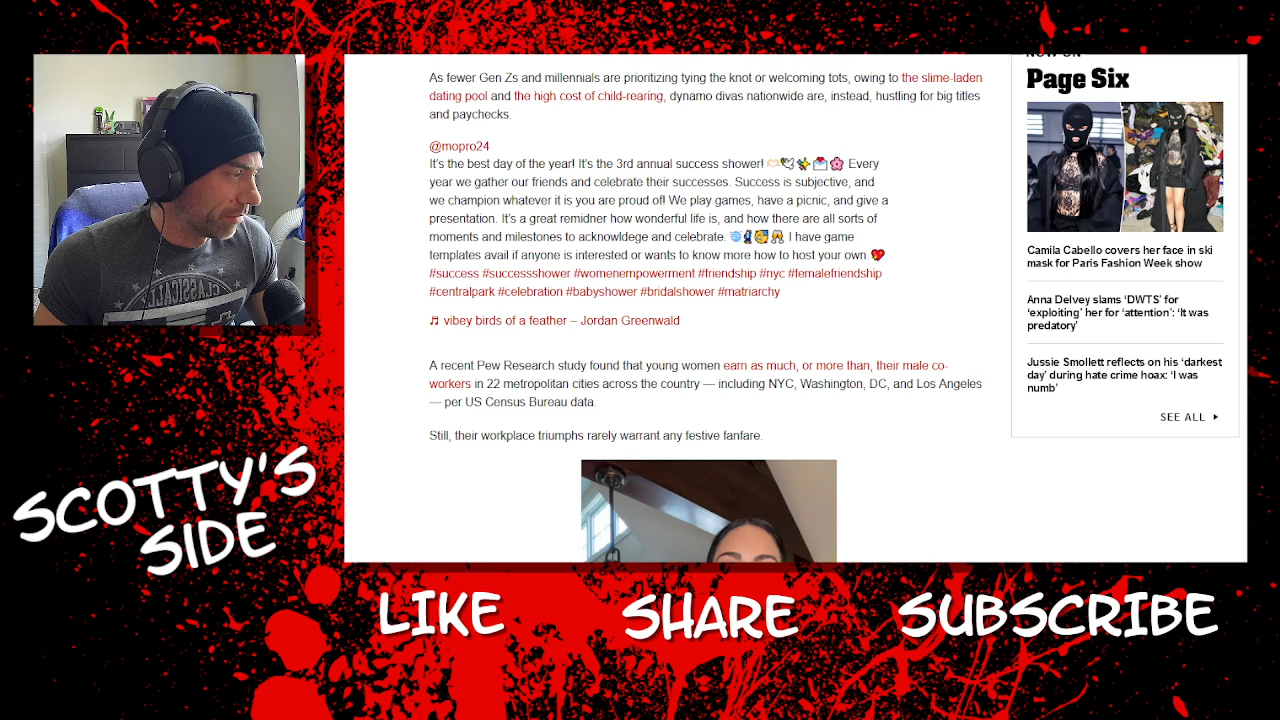 As fewer Gen Zs and millennials are prioritizing tying the knot or welcoming tots, owing to the slime-laden
dating pool and the high cost of child-rearing, dynamo divas nationwide are, instead, hustling for big titles
and paychecks.
@mopro24
It's the best day of the year! It's the 3rd annual success shower! 🫶🕊✨💌🌸 Every
year we gather our friends and celebrate their successes. Success is subjective, and
we champion whatever it is you are proud of! We play games, have a picnic, and give a
presentation. It's a great remidner how wonderful life is, and how there are all sorts of
moments and milestones to acknowldege and celebrate. I have game
templates avail if anyone is interested or wants to know more how to host your own.
#success #successshower #womenempowerment #friendship #nyc #femalefriendship
#centralpark #celebration #babyshower #bridalshower #matriarchy
♬ vibey birds of a feather – Jordan Greenwald
A recent Pew Research study found that young women earn as much, or more than, their male co-
workers in 22 metropolitan cities across the country — including NYC, Washington, DC, and Los Angeles
— per US Census Bureau data.
Still, their workplace triumphs rarely warrant any festive fanfare.
NOW ON
Page Six
Camila Cabello covers her face in ski
mask for Paris Fashion Week show
Anna Delvey slams 'DWTS' for
'exploiting' her for 'attention': 'It was
predatory'
Jussie Smollett reflects on his 'darkest
day' during hate crime hoax: 'I was
numb'
SEE ALL
CLASSICAL
SCOTTY'S
SIDE
LIKE SHARE SUBSCRIBE